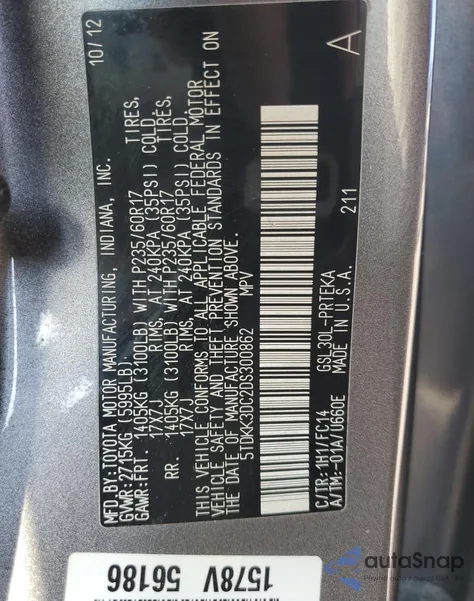 MFD.BY:TOYOTA MOTOR MANUFACTURING, INDIANA, INC. 10/12
GVWR:2715KG (5995LB)
GAWR:FRT. 1405KG (3100LB) WITH P235/60R17 TIRES,
17X7J RIMS, AT 240KPA (35PSI) COLD.
RR. 1405KG (3100LB) WITH P235/60R17 TIRES,
17X7J RIMS, AT 240KPA (35PSI) COLD.
THIS VEHICLE CONFORMS TO ALL APPLICABLE FEDERAL MOTOR
VEHICLE SAFETY AND THEFT PREVENTION STANDARDS IN EFFECT ON
THE DATE OF MANUFACTURE SHOWN ABOVE.
5TDKK3DC2DS300862 MPV
A
C/TR:1H1/FC14 GSL30L-PRTEKA 211
A/TM:-01A/U660E MADE IN U.S.A.
1578V
56186
autoSnap